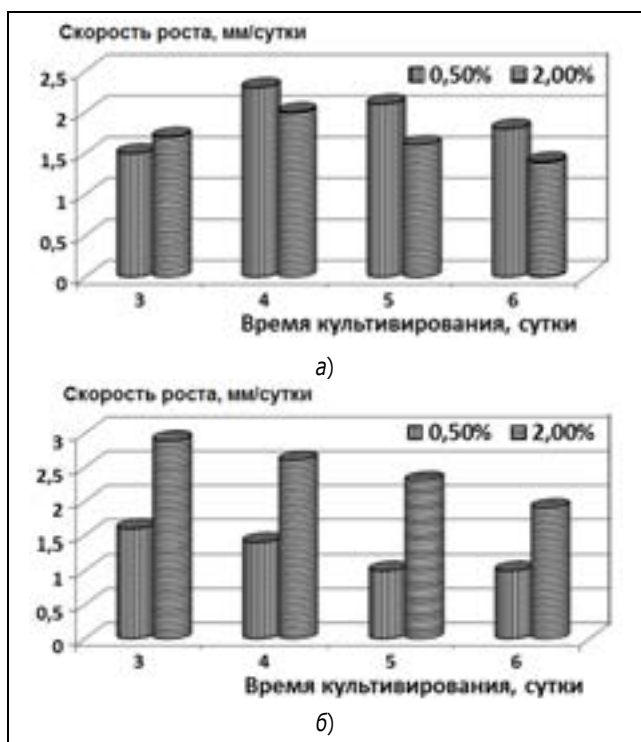 Скорость роста, мм/сутки
2,5
0,50% 2,00%
2
1,5
1
0,5
0
3 4 5 6
Время культивирования, сутки
а)
Скорость роста, мм/сутки
3
0,50% 2,00%
2,5
2
1,5
1
0,5
0
3 4 5 6
Время культивирования, сутки
б)